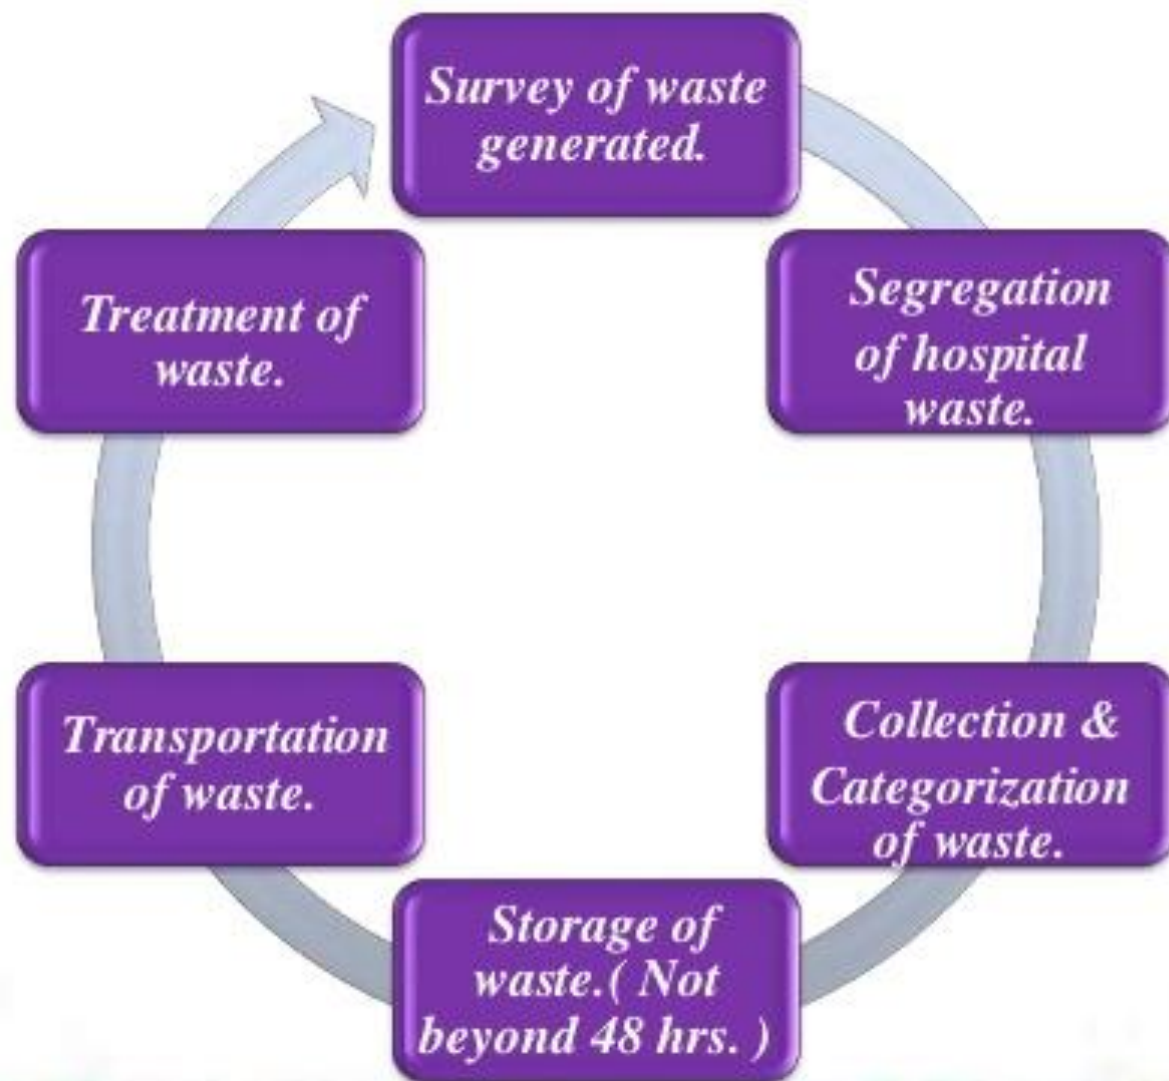 Survey of waste
generated.
Segregation
of hospital
waste.
Collection &
Categorization
of waste.
Storage of
waste.( Not
beyond 48 hrs. )
Transportation
of waste.
Treatment of
waste.